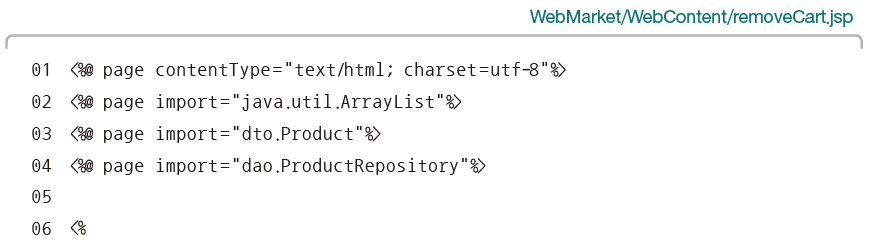 WebMarket/WebContent/removeCart.jsp
01 <%@ page contentType="text/html; charset=utf-8"%>
02 <%@ page import="java.util.ArrayList"%>
03 <%@ page import="dto.Product"%>
04 <%@ page import="dao.ProductRepository"%>
05
06 <%